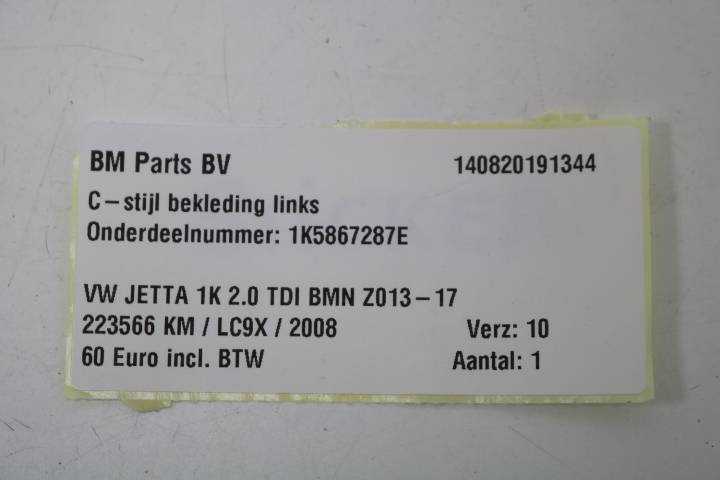 BM Parts BV 140820191344
C-stijl bekleding links
Onderdeelnummer: 1K5867287E
VW JETTA 1K 2.0 TDI BMN Z013-17
223566 KM / LC9X / 2008 Verz: 10
60 Euro incl. BTW Aantal: 1